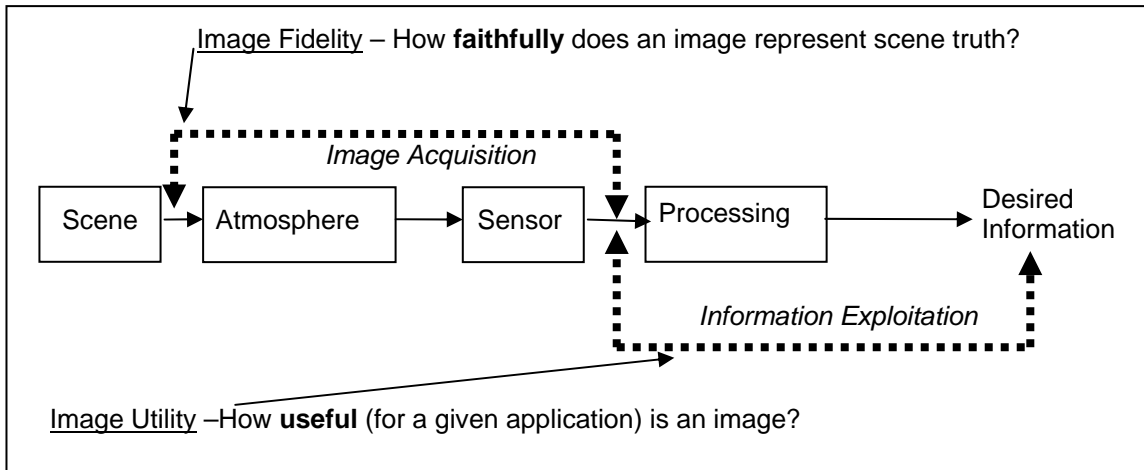 Image Fidelity – How faithfully does an image represent scene truth?
Image Acquisition
Scene
Atmosphere
Sensor
Processing
Desired
Information
Information Exploitation
Image Utility –How useful (for a given application) is an image?